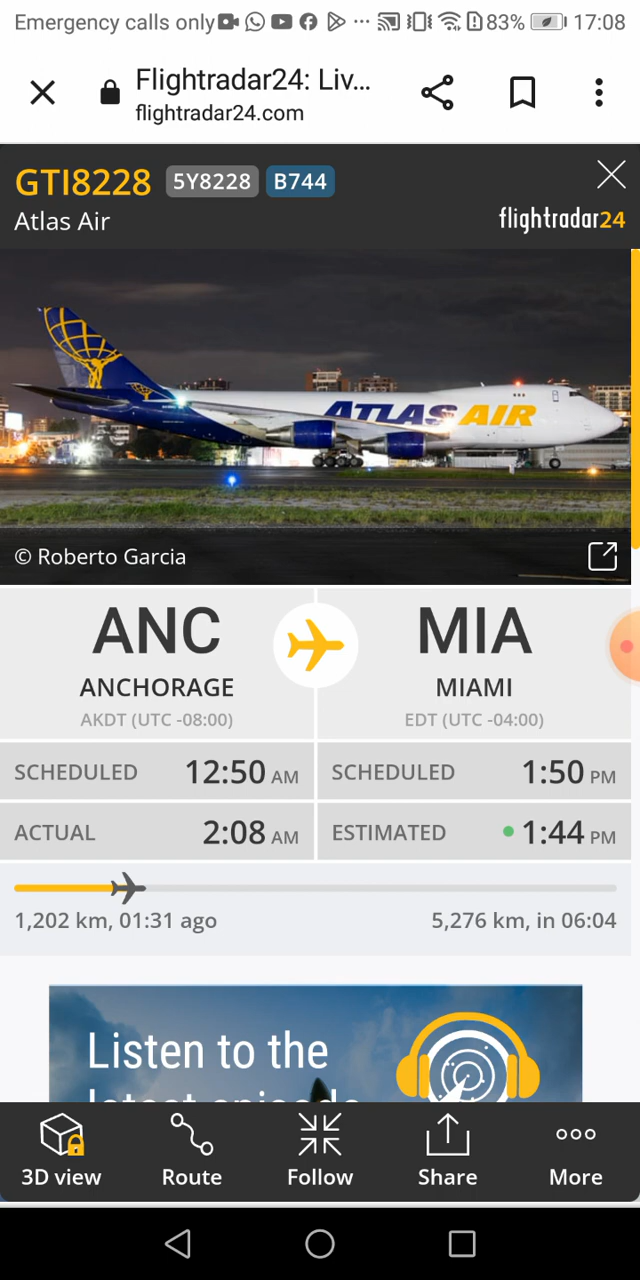 Emergency calls only 83% 17:08
Flightradar24: Liv...
flightradar24.com
GTI8228 5Y8228 B744
Atlas Air
flightradar24
ATLAS AIR
© Roberto Garcia
ANC
ANCHORAGE
AKDT (UTC -08:00)
MIA
MIAMI
EDT (UTC -04:00)
SCHEDULED 12:50 AM
SCHEDULED 1:50 PM
ACTUAL 2:08 AM
ESTIMATED 1:44 PM
1,202 km, 01:31 ago
5,276 km, in 06:04
Listen to the
latest episode
3D view Route Follow Share More